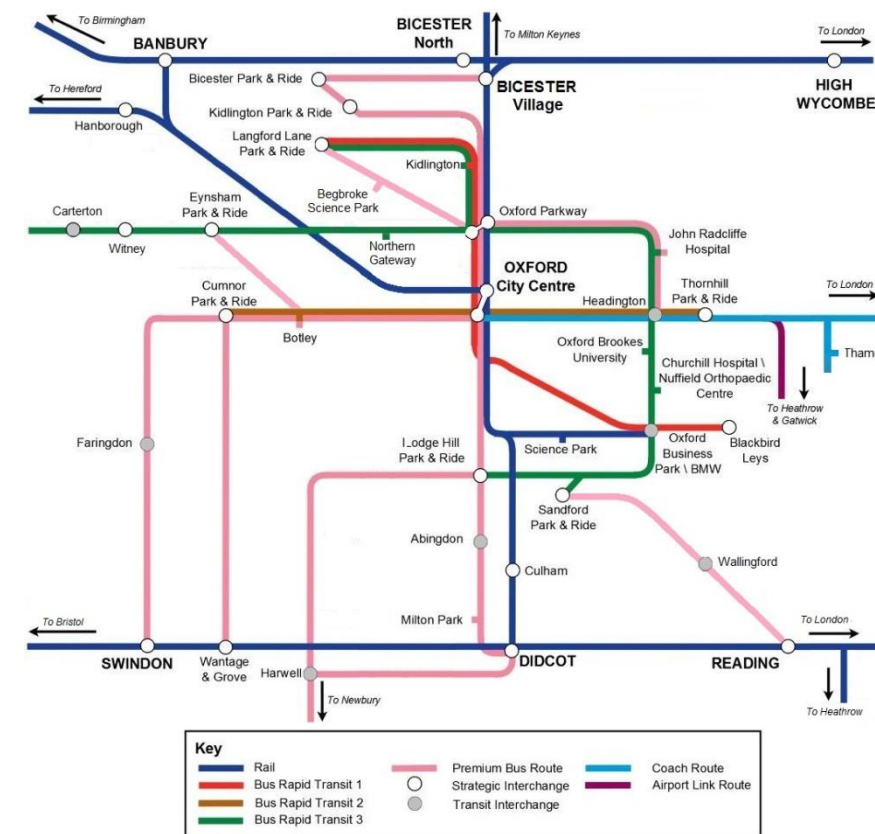 To Birmingham
BANBURY
BICESTER
North
To Milton Keynes
To London
Bicester Park & Ride
BICESTER
Village
HIGH
WYCOMBE
To Hereford
Hanborough
Kidlington Park & Ride
Langford Lane
Park & Ride
Kidlington
Begbroke
Science Park
Eynsham
Park & Ride
Carterton
Witney
Northern
Gateway
Oxford Parkway
John Radcliffe
Hospital
OXFORD
City Centre
Cumnor
Park & Ride
Botley
Headington
Thornhill
Park & Ride
To London
Oxford Brookes
University
Churchill Hospital \
Nuffield Orthopaedic
Centre
Tham
To Heathrow
& Gatwick
Faringdon
Lodge Hill
Park & Ride
Science Park
Oxford
Business
Park \ BMW
Blackbird
Leys
Sandford
Park & Ride
Abingdon
Culham
Wallingford
Milton Park
To Bristol
To London
SWINDON
Wantage
& Grove
Harwell
DIDCOT
READING
To Newbury
To Heathrow
Key
Rail
Bus Rapid Transit 1
Bus Rapid Transit 2
Bus Rapid Transit 3
Premium Bus Route
Strategic Interchange
Transit Interchange
Coach Route
Airport Link Route